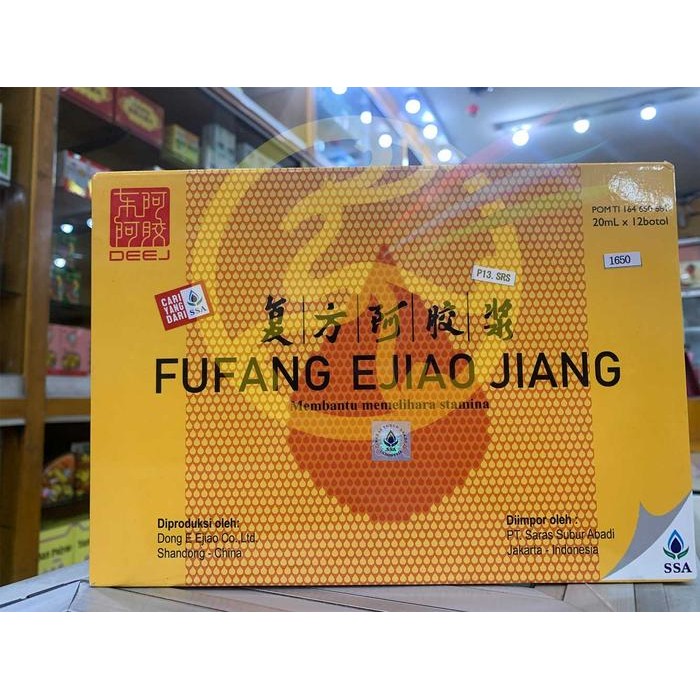 东阿
阿胶
DEEJ
20mL x 12botol
P13. SRS
1650
CARI
YANG
DARI
SSA
复方阿胶浆
FUFANG EJIAO JIANG
Membantu memelihara stamina
SSA
Diproduksi oleh:
Dong E Ejiao Co.,Ltd.
Shandong - China
Diimpor oleh :
PT. Saras Subur Abadi
Jakarta - Indonesia
SSA